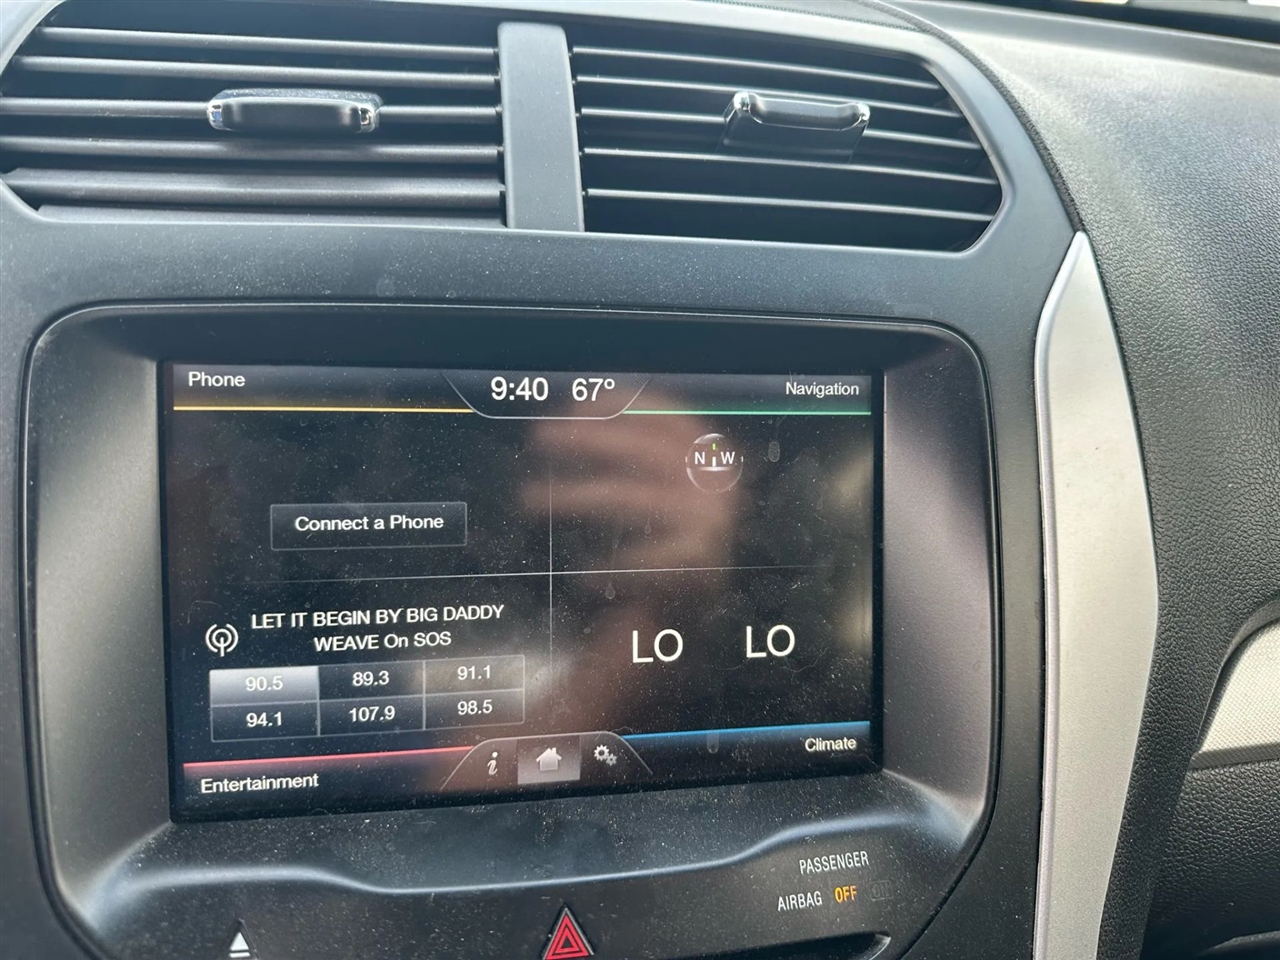 Phone
9:40 67°
Navigation
N W
Connect a Phone
LET IT BEGIN BY BIG DADDY
WEAVE On SOS
90.5 89.3 91.1
94.1 107.9 98.5
LO LO
i
Entertainment
Climate
PASSENGER
AIRBAG OFF